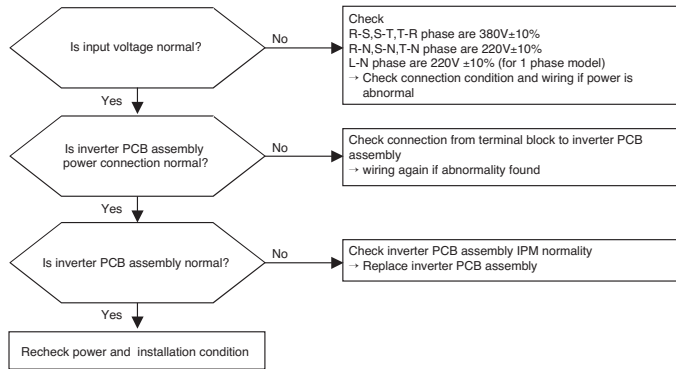 Is input voltage normal?
No
Check
R-S,S-T,T-R phase are 380V±10%
R-N,S-N,T-N phase are 220V±10%
L-N phase are 220V ±10% (for 1 phase model)
→ Check connection condition and wiring if power is
abnormal
Yes
Is inverter PCB assembly
power connection normal?
No
Check connection from terminal block to inverter PCB
assembly
→ wiring again if abnormality found
Yes
Is inverter PCB assembly normal?
No
Check inverter PCB assembly IPM normality
→ Replace inverter PCB assembly
Yes
Recheck power and installation condition